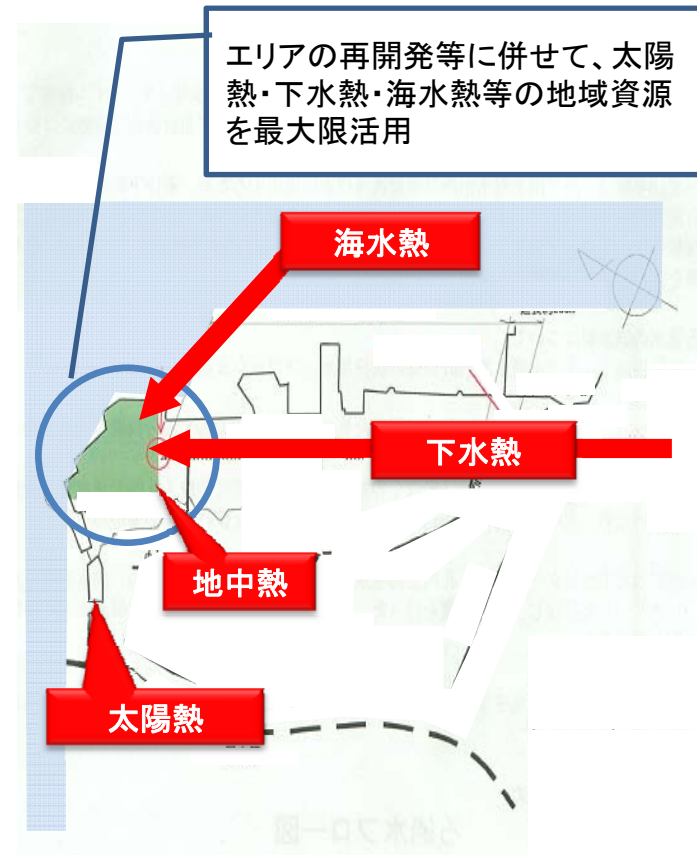 エリアの再開発等に併せて、太陽
熱・下水熱・海水熱等の地域資源
を最大限活用
海水熱
下水熱
地中熱
太陽熱